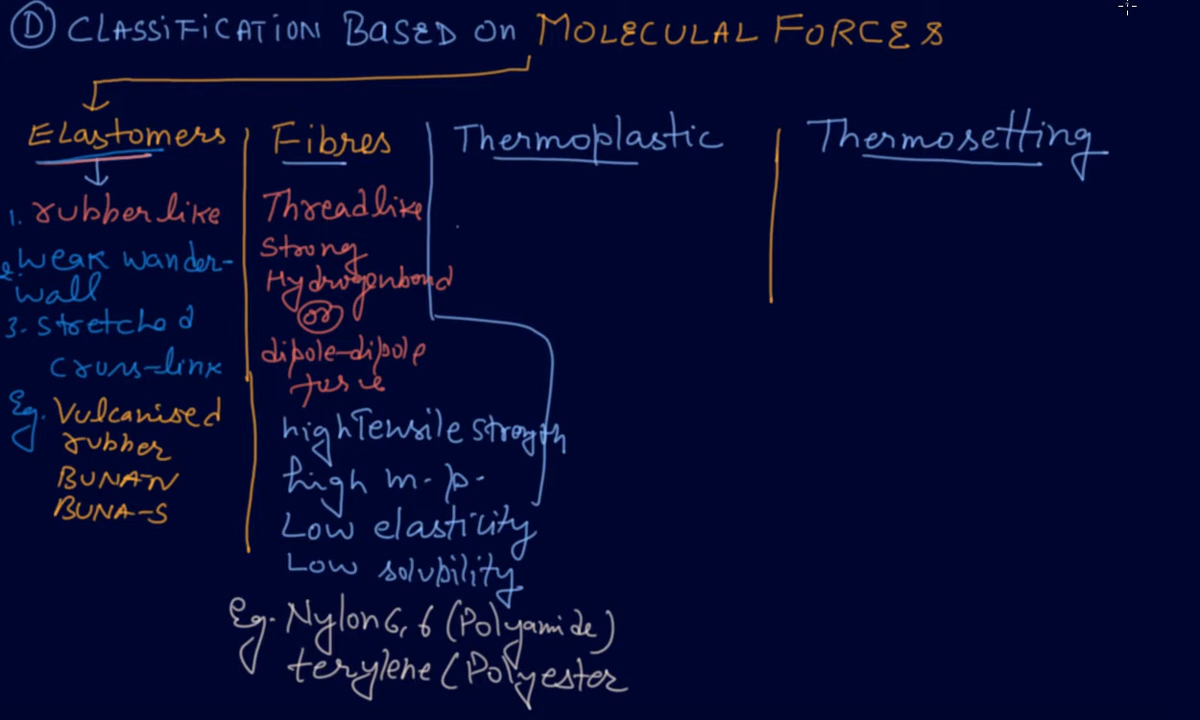 D CLASSIFICATION BASED ON MOLECULAL FORCES
Elastomers
1. rubber like
2. weak wander-
wall
3. stretched
cross-link
Eg. Vulcanised
rubber
BUNA-N
BUNA-S
Fibres
Threadlike
Strong
Hydrogenbond
or
dipole-dipole
force
high Tensile strength
high m.p.
Low elasticity
Low solubility
Eg. Nylon 6,6 (Polyamide)
terylene (Polyester
Thermoplastic
Thermosetting